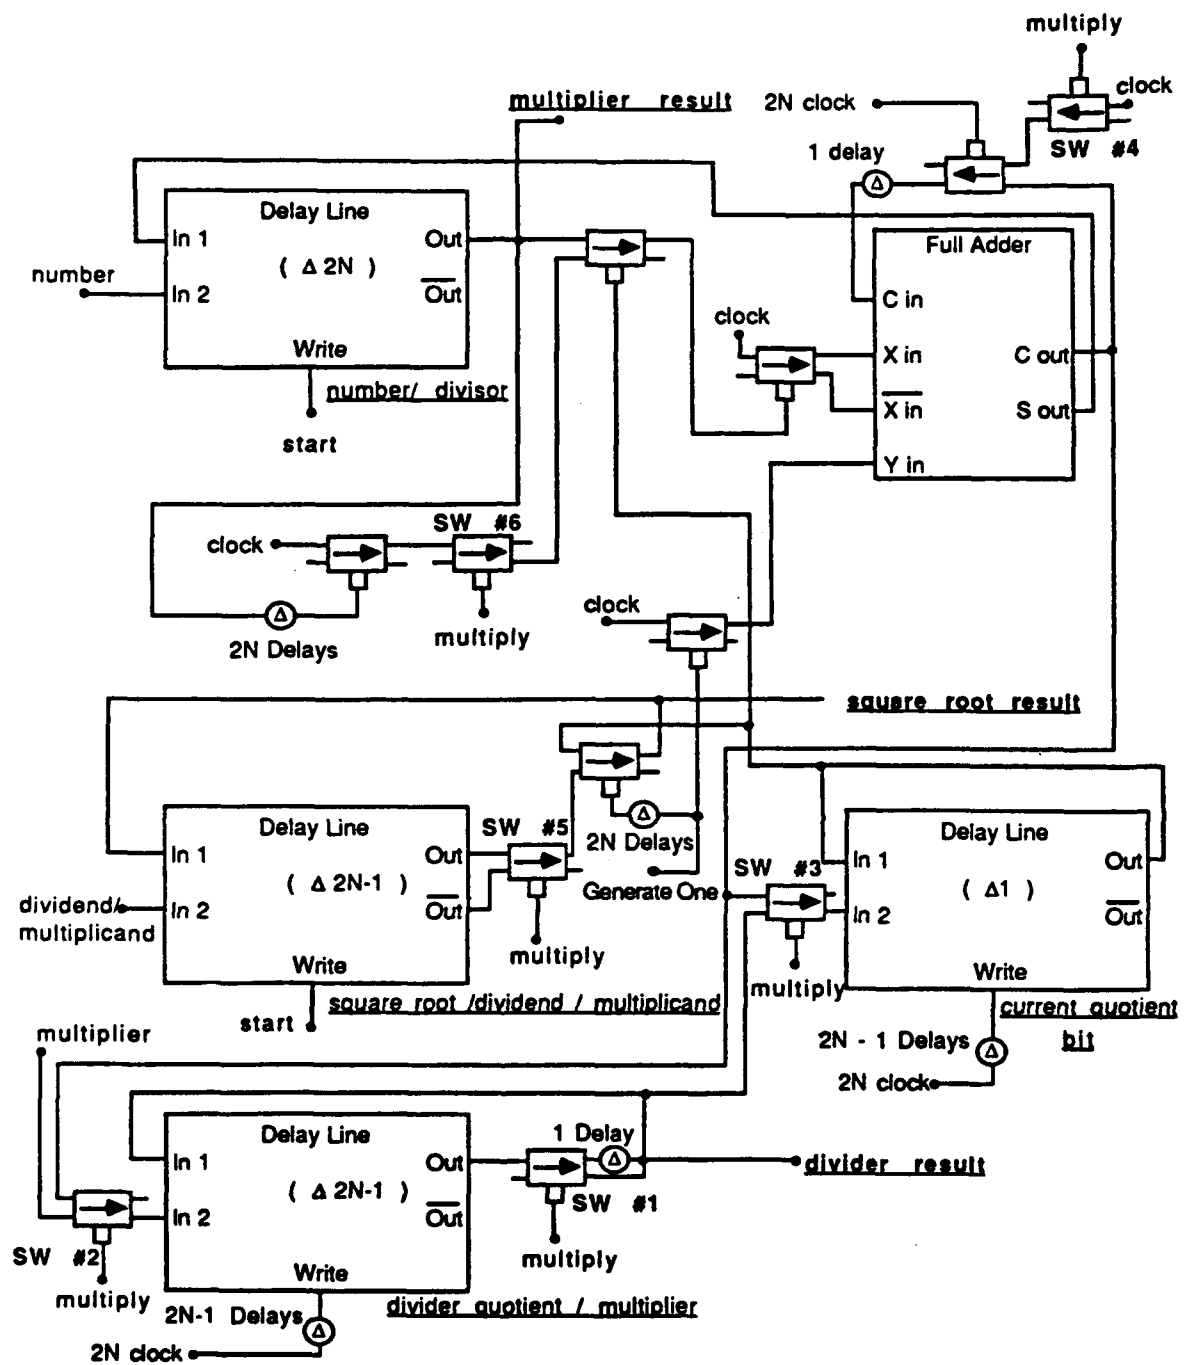 multiply
multiplier result
2N clock
clock
SW #4
1 delay
Δ
Delay Line
In 1
Out
( Δ 2N )
number
In 2
Out
Write
number/ divisor
start
Full Adder
C in
clock
X in
C out
X in
S out
Y in
SW #6
clock
Δ
2N Delays
multiply
clock
square root result
Delay Line
In 1
Out
( Δ 2N-1 )
dividend/
multiplicand
In 2
Out
Write
start
square root /dividend / multiplicand
SW #5
multiply
Δ
2N Delays
Generate One
SW #3
multiply
Delay Line
In 1
Out
( Δ1 )
In 2
Out
Write
current quotient
bit
2N - 1 Delays
Δ
2N clock
multiplier
Delay Line
In 1
Out
( Δ 2N-1 )
In 2
Out
Write
1 Delay
Δ
divider result
SW #1
multiply
SW #2
multiply
divider quotient / multiplier
2N-1 Delays
Δ
2N clock